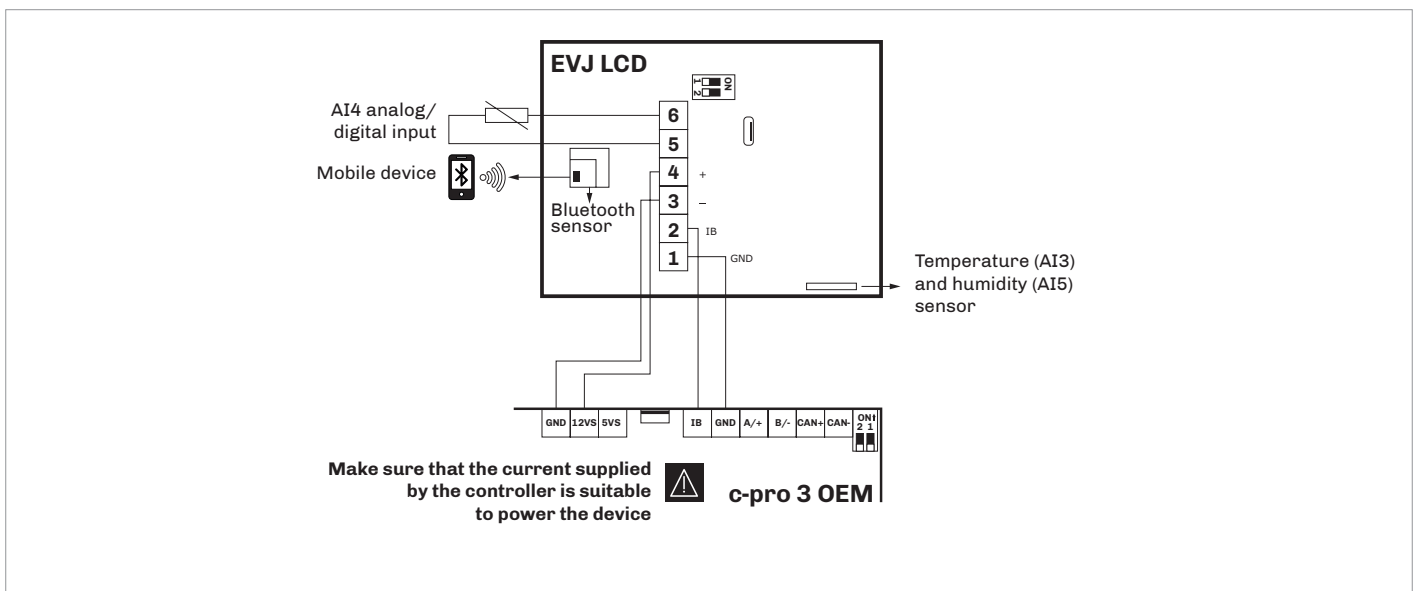 EVJ LCD
1 2
ON
AI4 analog/
digital input
Mobile device
Bluetooth
sensor
6
5
4 +
3 –
2 IB
1 GND
Temperature (AI3)
and humidity (AI5)
sensor
GND 12VS 5VS IB GND A/+ B/- CAN+ CAN- ON
2 1
Make sure that the current supplied
by the controller is suitable
to power the device
c-pro 3 OEM